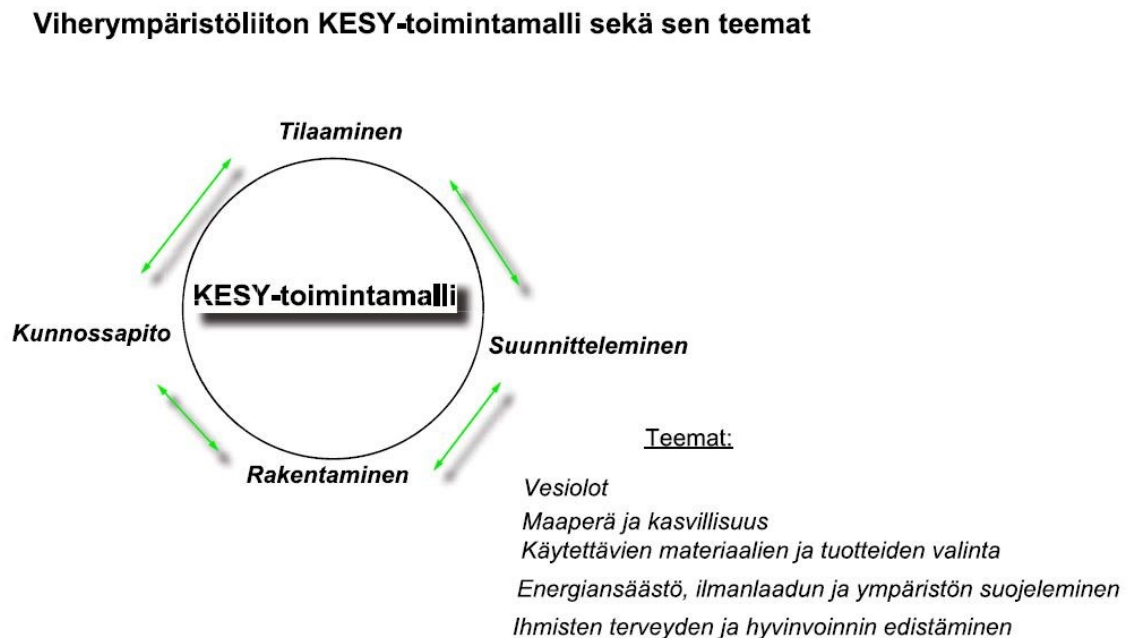 Viherympäristöliiton KESY-toimintamalli sekä sen teemat
Tilaaminen
KESY-toimintamalli
Kunnossapito
Suunnitteleminen
Rakentaminen
Teemat:
Vesiolot
Maaperä ja kasvillisuus
Käytettävien materiaalien ja tuotteiden valinta
Energiansäästö, ilmanlaadun ja ympäristön suojeleminen
Ihmisten terveyden ja hyvinvoinnin edistäminen